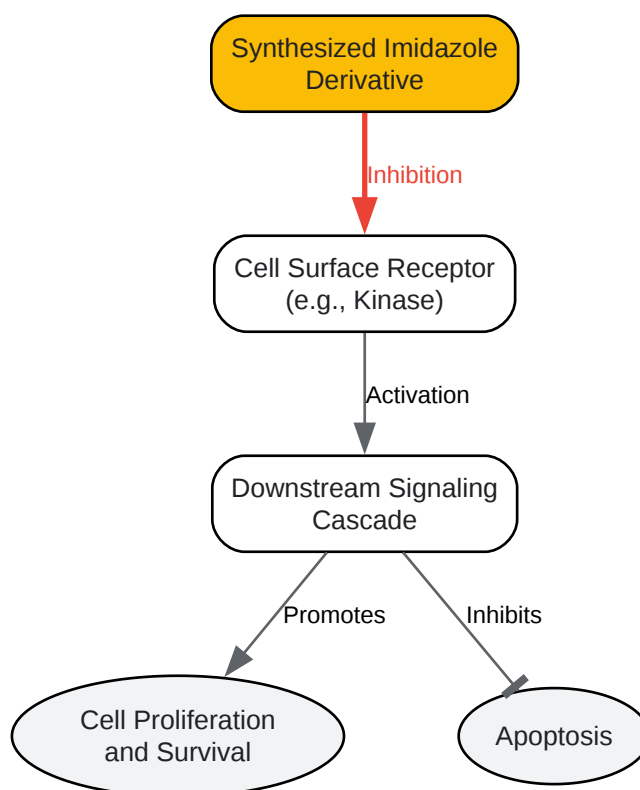 Synthesized Imidazole
Derivative
Inhibition
Cell Surface Receptor
(e.g., Kinase)
Activation
Downstream Signaling
Cascade
Promotes
Inhibits
Cell Proliferation
and Survival
Apoptosis